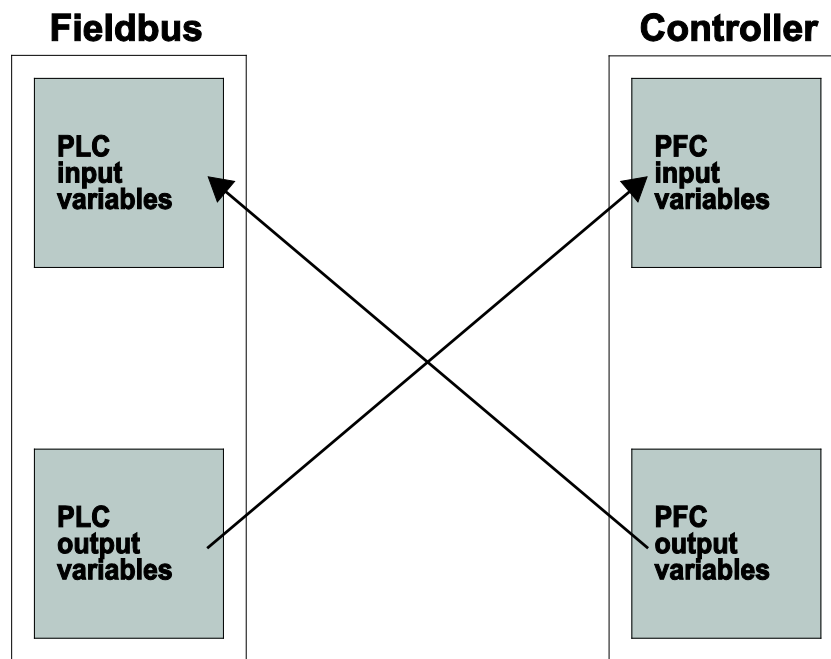 Fieldbus
Controller
PLC
input
variables
PFC
input
variables
PLC
output
variables
PFC
output
variables